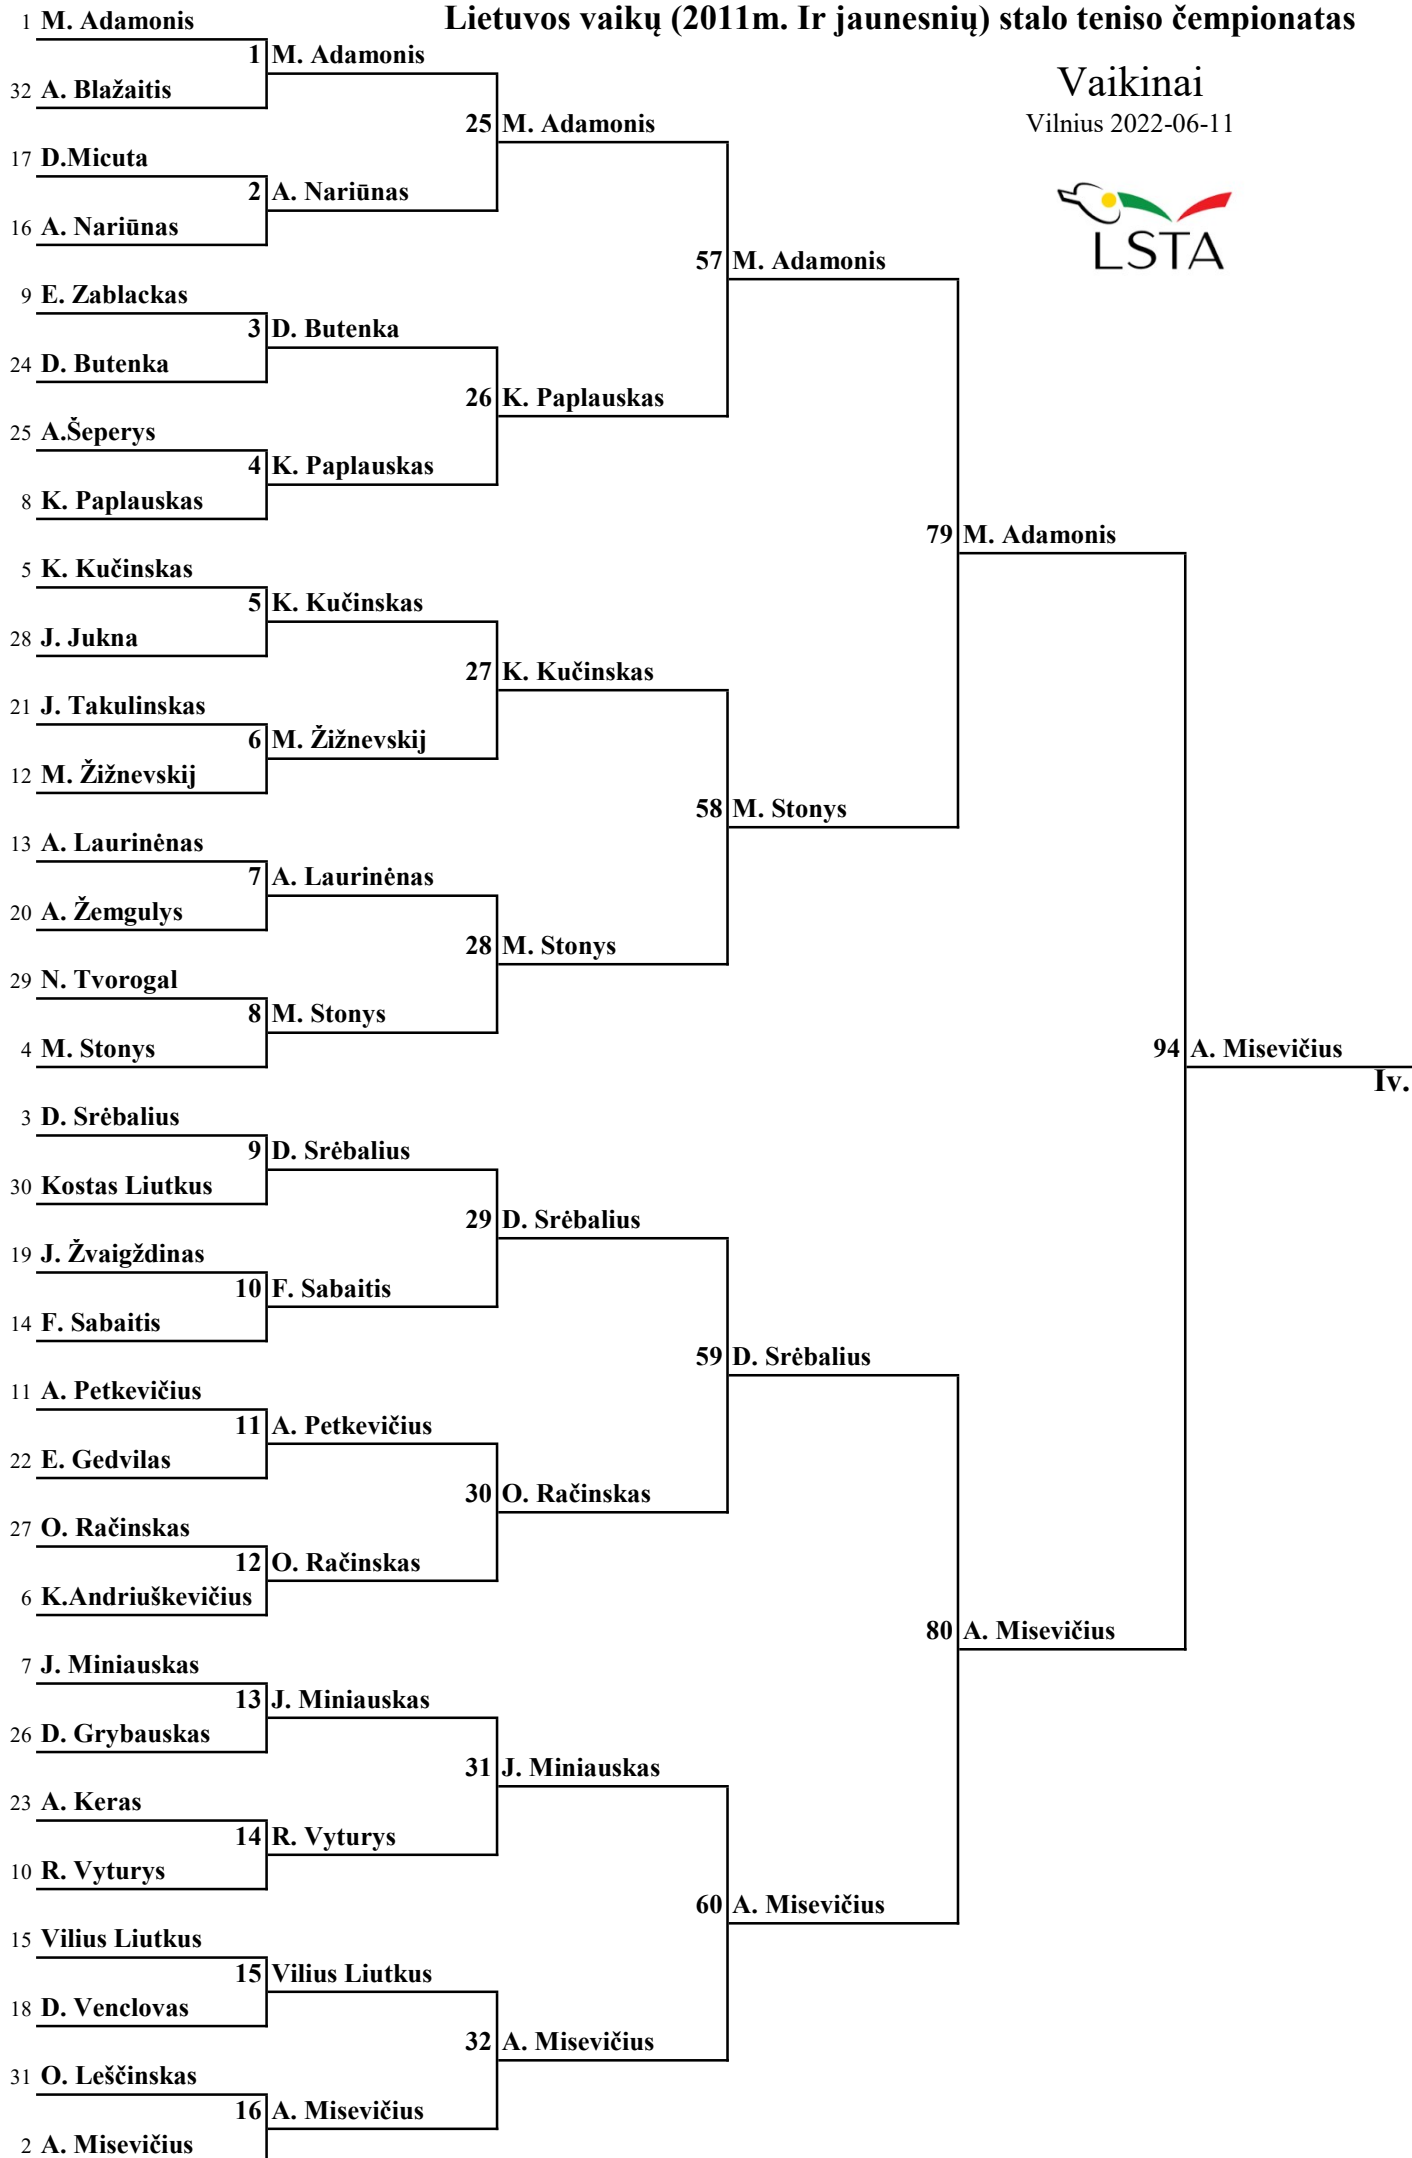 Lietuvos vaikų (2011m. Ir jaunesnių) stalo teniso čempionatas
1 M. Adamonis
1 M. Adamonis
Vaikinai
32 A. Blažaitis
25 M. Adamonis
Vilnius 2022-06-11
17 D.Micuta
2 A. Nariūnas
16 A. Nariūnas
LSTA
57 M. Adamonis
9 E. Zablackas
3 D. Butenka
24 D. Butenka
26 K. Paplauskas
25 A.Šeperys
4 K. Paplauskas
8 K. Paplauskas
79 M. Adamonis
5 K. Kučinskas
5 K. Kučinskas
28 J. Jukna
27 K. Kučinskas
21 J. Takulinskas
6 M. Žižnevskij
12 M. Žižnevskij
58 M. Stonys
13 A. Laurinėnas
7 A. Laurinėnas
20 A. Žemgulys
28 M. Stonys
29 N. Tvorogal
8 M. Stonys
4 M. Stonys
94 A. Misevičius
Iv.
3 D. Srėbalius
9 D. Srėbalius
30 Kostas Liutkus
29 D. Srėbalius
19 J. Žvaigždinas
10 F. Sabaitis
14 F. Sabaitis
59 D. Srėbalius
11 A. Petkevičius
11 A. Petkevičius
22 E. Gedvilas
30 O. Račinskas
27 O. Račinskas
12 O. Račinskas
6 K.Andriuškevičius
80 A. Misevičius
7 J. Miniauskas
13 J. Miniauskas
26 D. Grybauskas
31 J. Miniauskas
23 A. Keras
14 R. Vyturys
10 R. Vyturys
60 A. Misevičius
15 Vilius Liutkus
15 Vilius Liutkus
18 D. Venclovas
32 A. Misevičius
31 O. Leščinskas
16 A. Misevičius
2 A. Misevičius